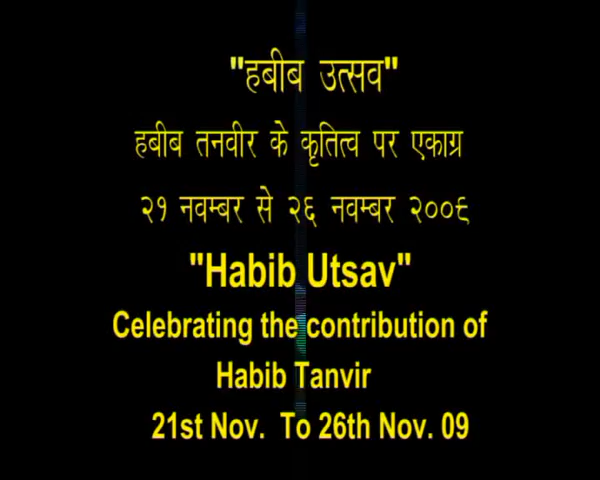 "हबीब उत्सव"
हबीब तनवीर के कृतित्व पर एकाग्र
२१ नवम्बर से २६ नवम्बर २००९
"Habib Utsav"
Celebrating the contribution of
Habib Tanvir
21st Nov. To 26th Nov. 09